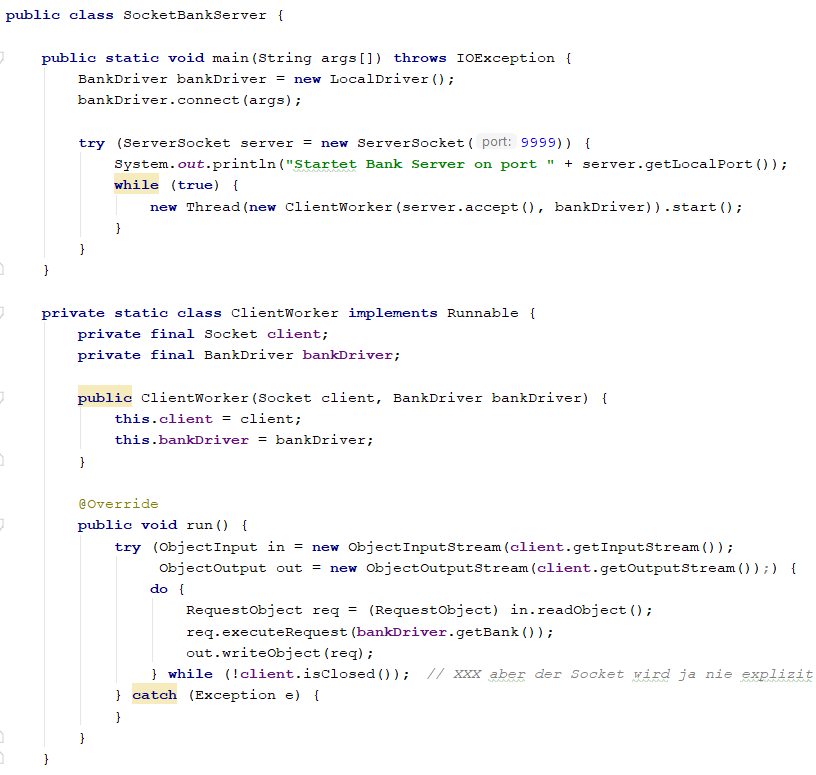 public class SocketBankServer {
public static void main(String args[]) throws IOException {
BankDriver bankDriver = new LocalDriver();
bankDriver.connect(args);
try (ServerSocket server = new ServerSocket( port: 9999)) {
System.out.println("Startet Bank Server on port " + server.getLocalPort());
while (true) {
new Thread(new ClientWorker(server.accept(), bankDriver)).start();
}
}
}
private static class ClientWorker implements Runnable {
private final Socket client;
private final BankDriver bankDriver;
public ClientWorker(Socket client, BankDriver bankDriver) {
this.client = client;
this.bankDriver = bankDriver;
}
@Override
public void run() {
try (ObjectInput in = new ObjectInputStream(client.getInputStream());
ObjectOutput out = new ObjectOutputStream(client.getOutputStream());) {
do {
RequestObject req = (RequestObject) in.readObject();
req.executeRequest(bankDriver.getBank());
out.writeObject(req);
} while (!client.isClosed()); // XXX aber der Socket wird ja nie explizit
} catch (Exception e) {
}
}
}